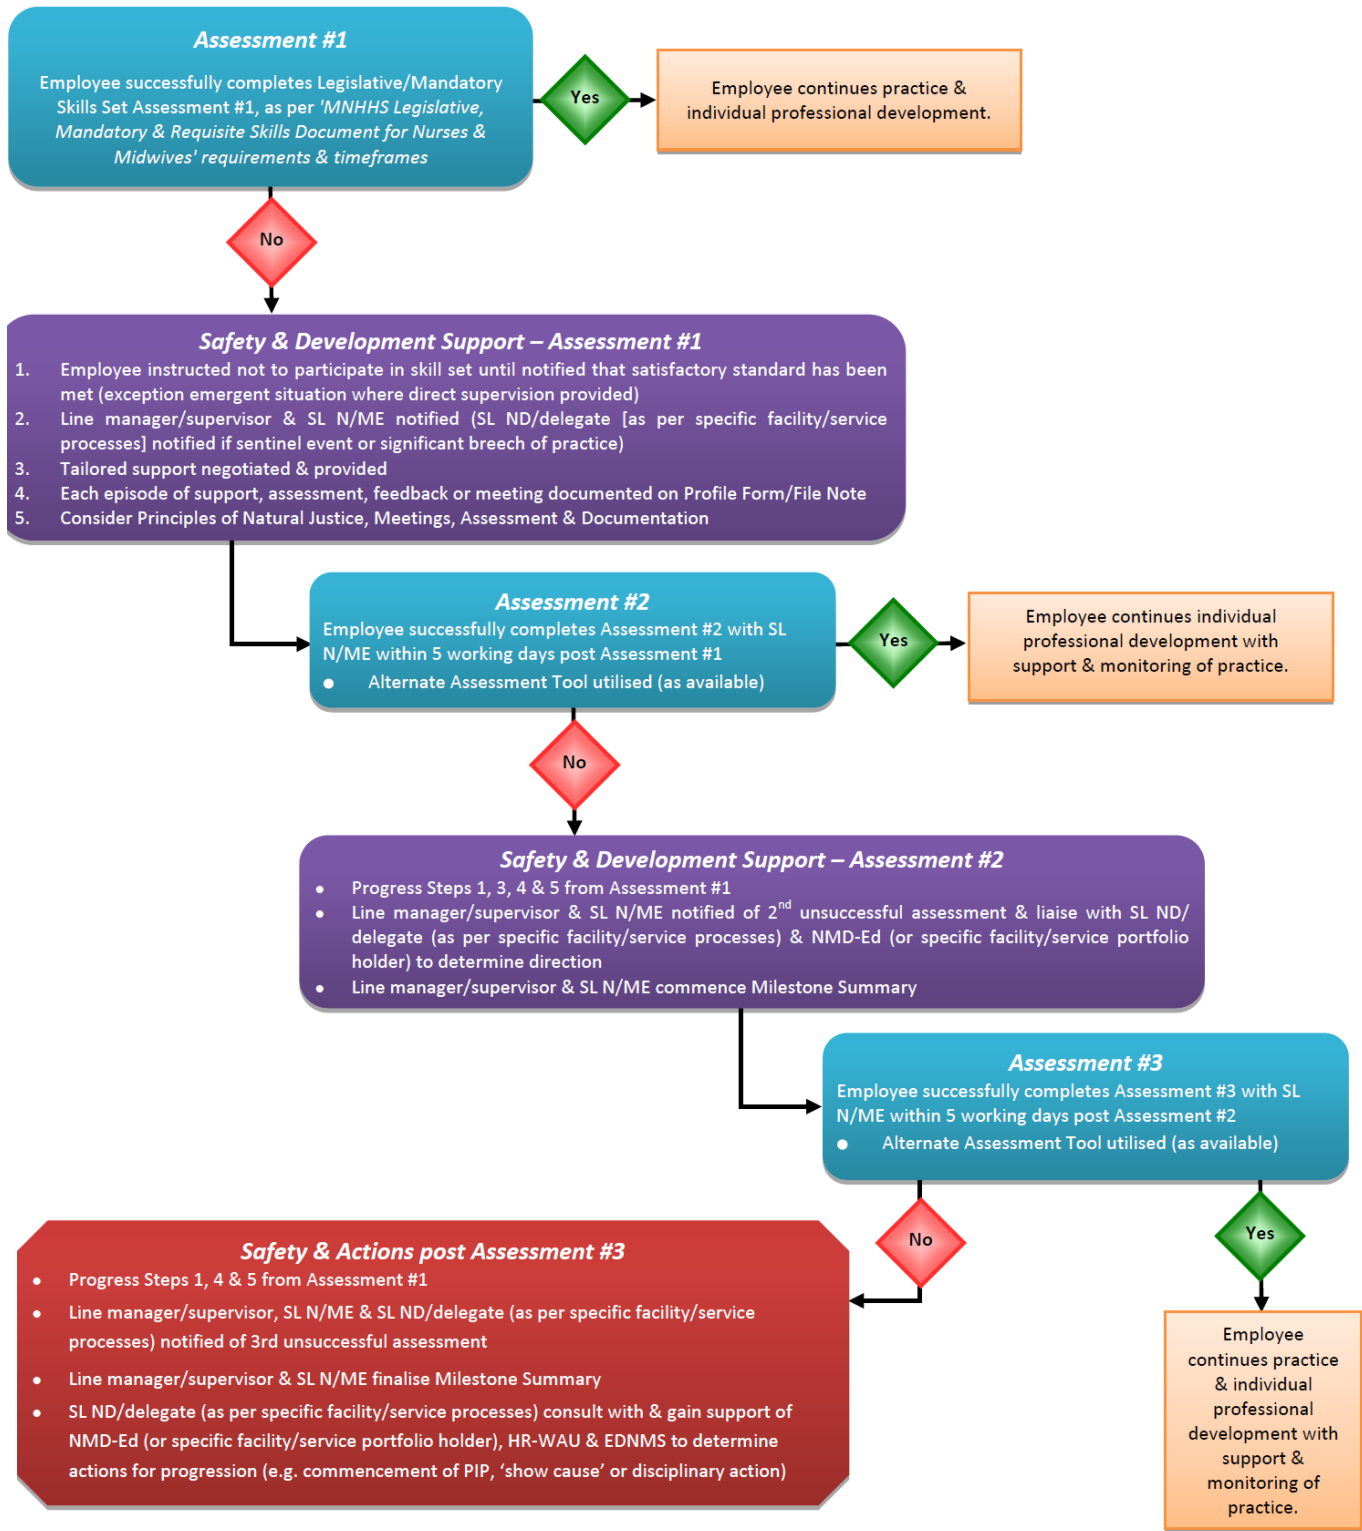 Assessment #1
Employee successfully completes Legislative/Mandatory
Skills Set Assessment #1, as per 'MNHHS Legislative,
Mandatory & Requisite Skills Document for Nurses &
Midwives' requirements & timeframes
Yes
Employee continues practice &
individual professional development.
No
Safety & Development Support – Assessment #1
1. Employee instructed not to participate in skill set until notified that satisfactory standard has been
met (exception emergent situation where direct supervision provided)
2. Line manager/supervisor & SL N/ME notified (SL ND/delegate [as per specific facility/service
processes] notified if sentinel event or significant breech of practice)
3. Tailored support negotiated & provided
4. Each episode of support, assessment, feedback or meeting documented on Profile Form/File Note
5. Consider Principles of Natural Justice, Meetings, Assessment & Documentation
Assessment #2
Employee successfully completes Assessment #2 with SL
N/ME within 5 working days post Assessment #1
● Alternate Assessment Tool utilised (as available)
Yes
Employee continues individual
professional development with
support & monitoring of practice.
No
Safety & Development Support – Assessment #2
● Progress Steps 1, 3, 4 & 5 from Assessment #1
● Line manager/supervisor & SL N/ME notified of 2nd unsuccessful assessment & liaise with SL ND/
delegate (as per specific facility/service processes) & NMD-Ed (or specific facility/service portfolio
holder) to determine direction
● Line manager/supervisor & SL N/ME commence Milestone Summary
Assessment #3
Employee successfully completes Assessment #3 with SL
N/ME within 5 working days post Assessment #2
● Alternate Assessment Tool utilised (as available)
No
Yes
Safety & Actions post Assessment #3
● Progress Steps 1, 4 & 5 from Assessment #1
● Line manager/supervisor, SL N/ME & SL ND/delegate (as per specific facility/service
processes) notified of 3rd unsuccessful assessment
● Line manager/supervisor & SL N/ME finalise Milestone Summary
● SL ND/delegate (as per specific facility/service processes) consult with & gain support of
NMD-Ed (or specific facility/service portfolio holder), HR-WAU & EDNMS to determine
actions for progression (e.g. commencement of PIP, ‘show cause’ or disciplinary action)
Employee
continues practice
& individual
professional
development with
support &
monitoring of
practice.